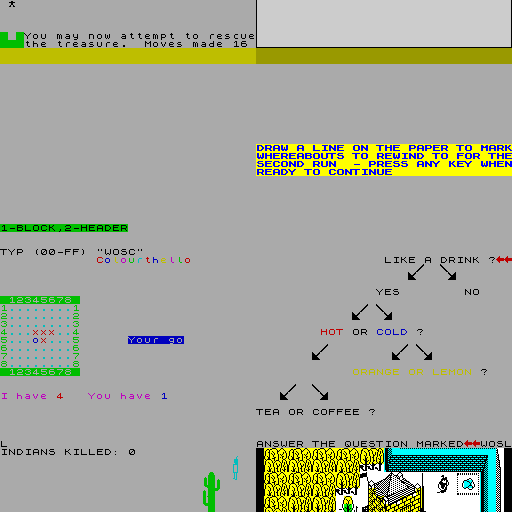 You may now attempt to rescue
the treasure.  Moves made 16
DRAW A LINE ON THE PAPER TO MARK
WHEREABOUTS TO REWIND TO FOR THE
SECOND RUN  - PRESS ANY KEY WHEN
READY TO CONTINUE
1-BLOCK,2-HEADER
TYP (00-FF) "WOSC"
Colourthello
12345678
1 1
2 2
3 3
4 XXX 4
5 OX 5
6 6
7 7
8 8
12345678
Your go
I have 4   You have 1
L
LIKE A DRINK ?
YES NO
HOT OR COLD ?
ORANGE OR LEMON ?
TEA OR COFFEE ?
ANSWER THE QUESTION MARKED WOSL
INDIANS KILLED: 0